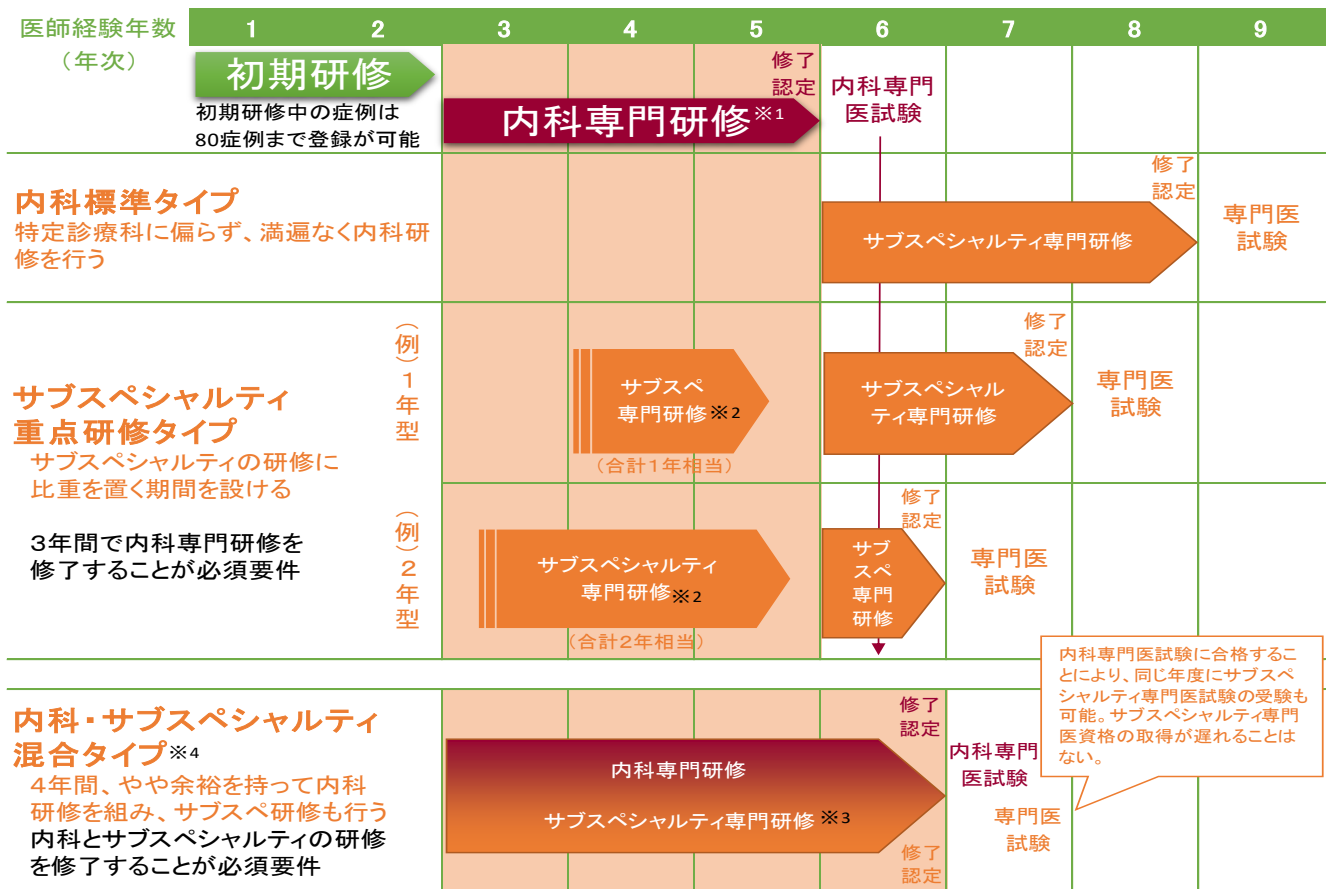 医師経験年数
（年次）
1 2 3 4 5 6 7 8 9
初期研修
初期研修中の症例は
80症例まで登録が可能
修了
認定
内科専門研修※1
内科専門
医試験
内科標準タイプ
特定診療科に偏らず、満遍なく内科研
修を行う
サブスペシャルティ専門研修
修了
認定
専門医
試験
サブスペシャルティ
重点研修タイプ
サブスペシャルティの研修に
比重を置く期間を設ける
3年間で内科専門研修を
修了することが必須要件
（例）1年型
サブスペ
専門研修※2
（合計1年相当）
サブスペシャル
ティ専門研修
修了
認定
専門医
試験
（例）2年型
サブスペシャルティ
専門研修※2
（合計2年相当）
修了
認定
サブ
スペ
専門
研修
専門医
試験
内科・サブスペシャルティ
混合タイプ※4
4年間、やや余裕を持って内科
研修を組み、サブスペ研修も行う
内科とサブスペシャルティの研修
を修了することが必須要件
修了
認定
内科専門研修
サブスペシャルティ専門研修※3
修了
認定
内科専門
医試験
専門医
試験
内科専門医試験に合格するこ
とにより、同じ年度にサブスペ
シャルティ専門医試験の受験も
可能。サブスペシャルティ専門
医資格の取得が遅れることは
ない。